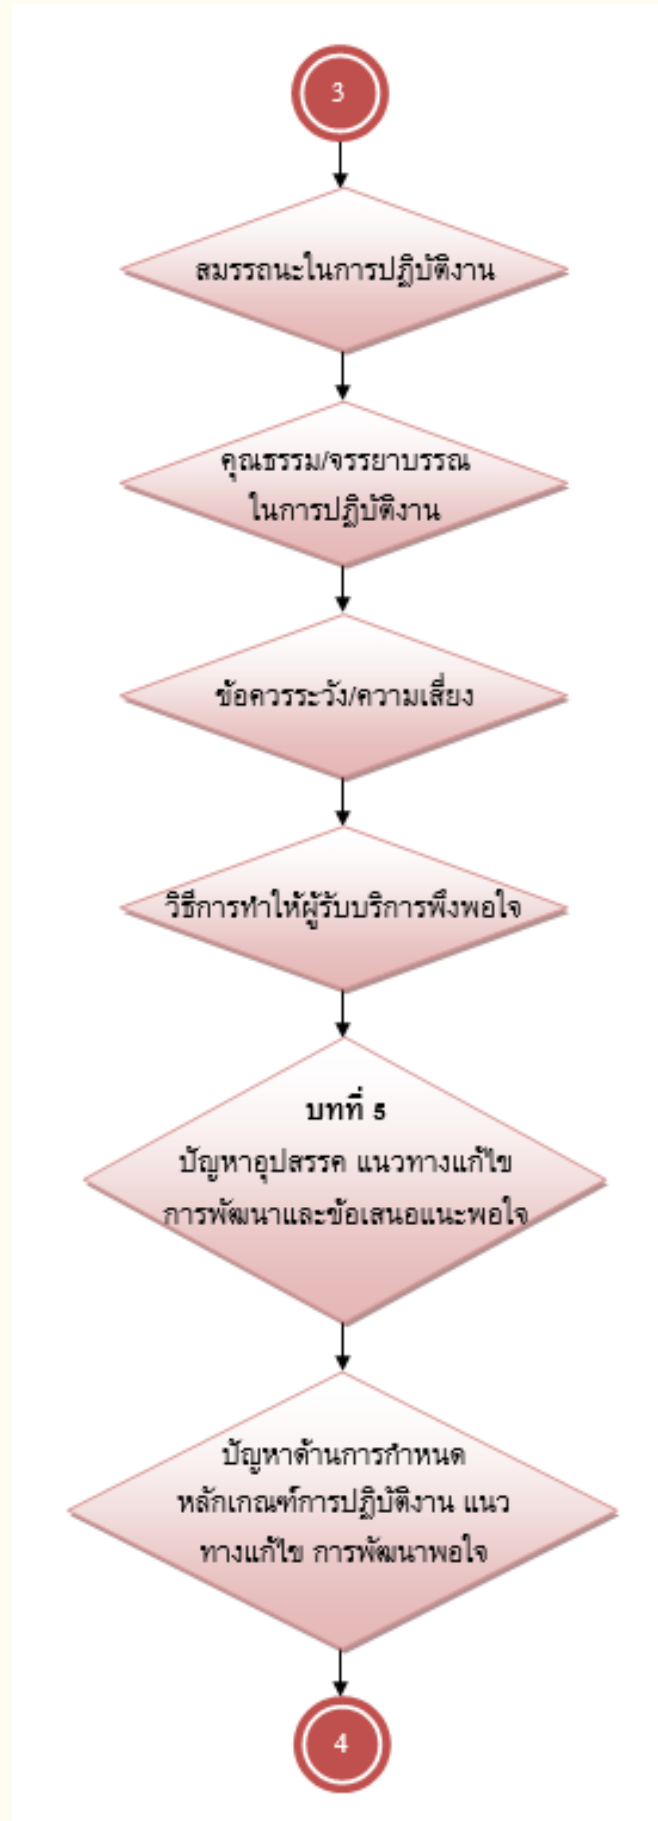 3
สมรรถนะในการปฏิบัติงาน
คุณธรรม/จรรยาบรรณ
ในการปฏิบัติงาน
ข้อควรระวัง/ความเสี่ยง
วิธีการทำให้ผู้รับบริการพึงพอใจ
บทที่ 5
ปัญหาอุปสรรค แนวทางแก้ไข
การพัฒนาและข้อเสนอแนะพอใจ
ปัญหาด้านการกำหนด
หลักเกณฑ์การปฏิบัติงาน แนว
ทางแก้ไข การพัฒนาพอใจ
4